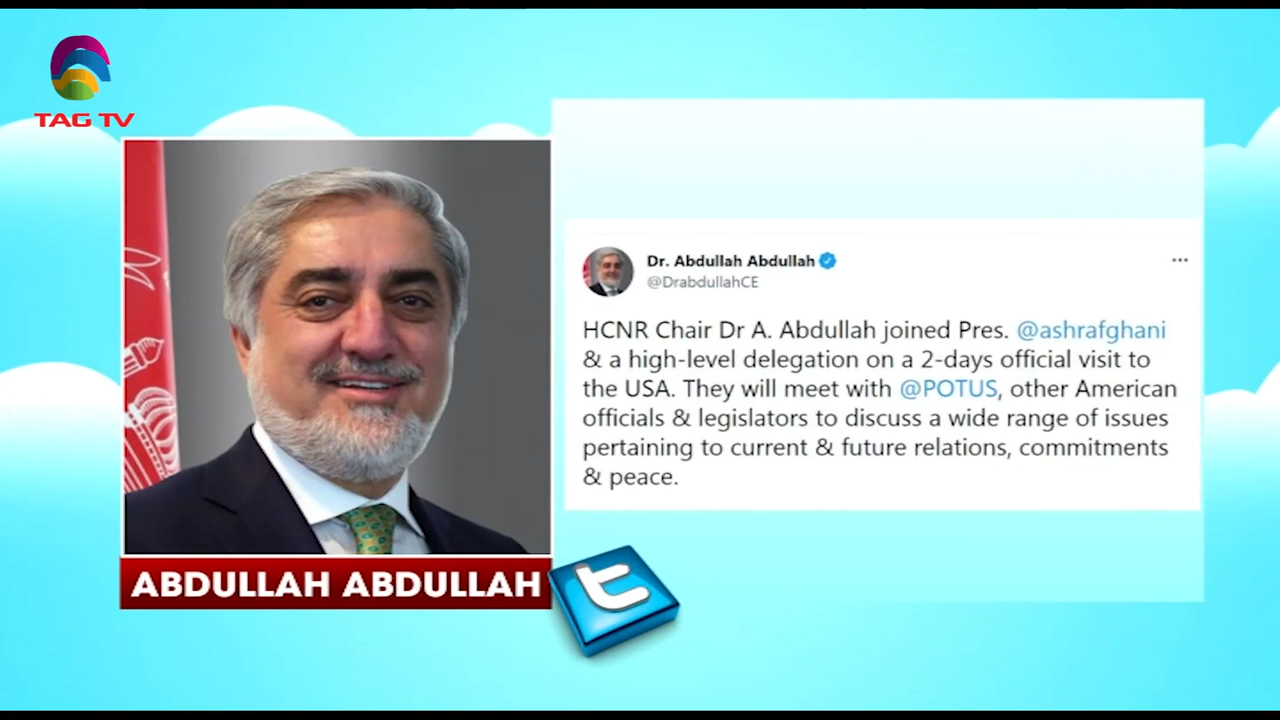 TAG TV
Dr. Abdullah Abdullah
@DrabdullahCE
HCNR Chair Dr A. Abdullah joined Pres. @ashrafghani
& a high-level delegation on a 2-days official visit to
the USA. They will meet with @POTUS, other American
officials & legislators to discuss a wide range of issues
pertaining to current & future relations, commitments
& peace.
ABDULLAH ABDULLAH